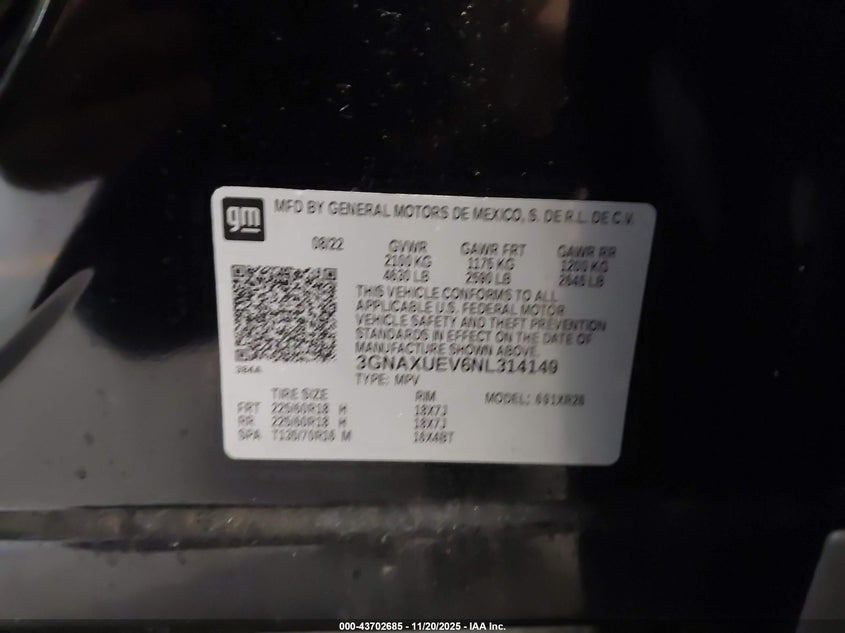 gm
MFD BY GENERAL MOTORS DE MEXICO, S. DE R.L. DE C.V.
08/22 GVWR GAWR FRT GAWR RR
2100 KG 1175 KG 1200 KG
4630 LB 2590 LB 2645 LB
THIS VEHICLE CONFORMS TO ALL
APPLICABLE U.S. FEDERAL MOTOR
VEHICLE SAFETY AND THEFT PREVENTION
STANDARDS IN EFFECT ON THE DATE OF
MANUFACTURE SHOWN ABOVE.
3GNAXUEV6NL314149
TYPE: MPV
TIRE SIZE RIM MODEL: 691XR26
FRT 225/60R18 H 18X7J
RR 225/60R18 H 18X7J
SPA T135/70R16 M 16X4BT
000-43702685 - 11/20/2025 - IAA Inc.